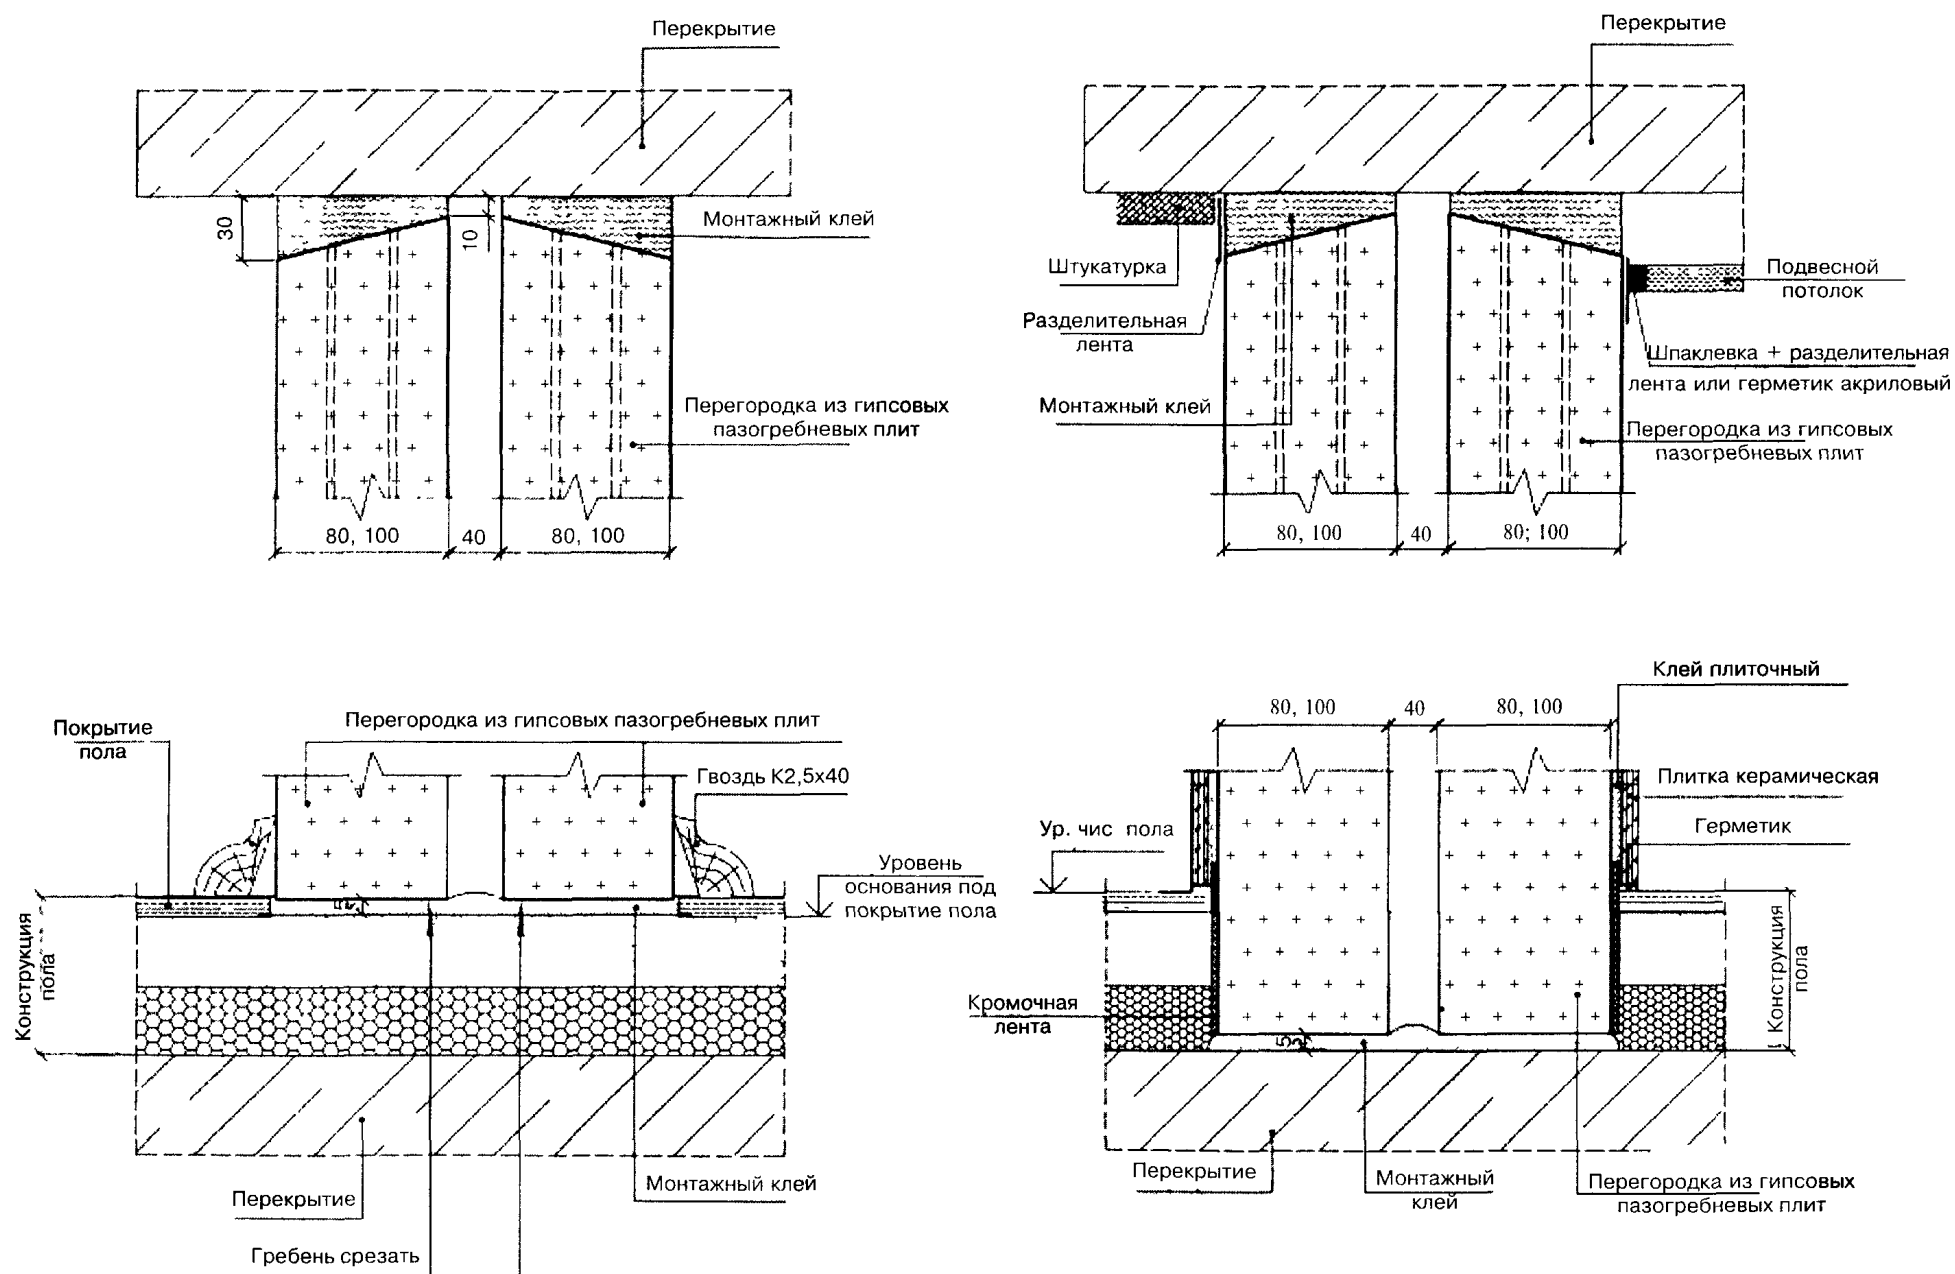 Перекрытие
30
10
Монтажный клей
Перегородка из гипсовых
пазогребневых плит
80, 100
40
80, 100
Перекрытие
Штукатурка
Разделительная
лента
Монтажный клей
Подвесной
потолок
Шпаклевка + разделительная
лента или герметик акриловый
Перегородка из гипсовых
пазогребневых плит
80, 100
40
80; 100
Покрытие
пола
Перегородка из гипсовых пазогребневых плит
Гвоздь К2,5х40
Уровень
основания под
покрытие пола
Конструкция
пола
Перекрытие
Монтажный клей
Гребень срезать
Клей плиточный
80, 100
40
80, 100
Плитка керамическая
Ур. чис пола
Герметик
Кромочная
лента
Конструкция
пола
5
Перекрытие
Монтажный
клей
Перегородка из гипсовых
пазогребневых плит